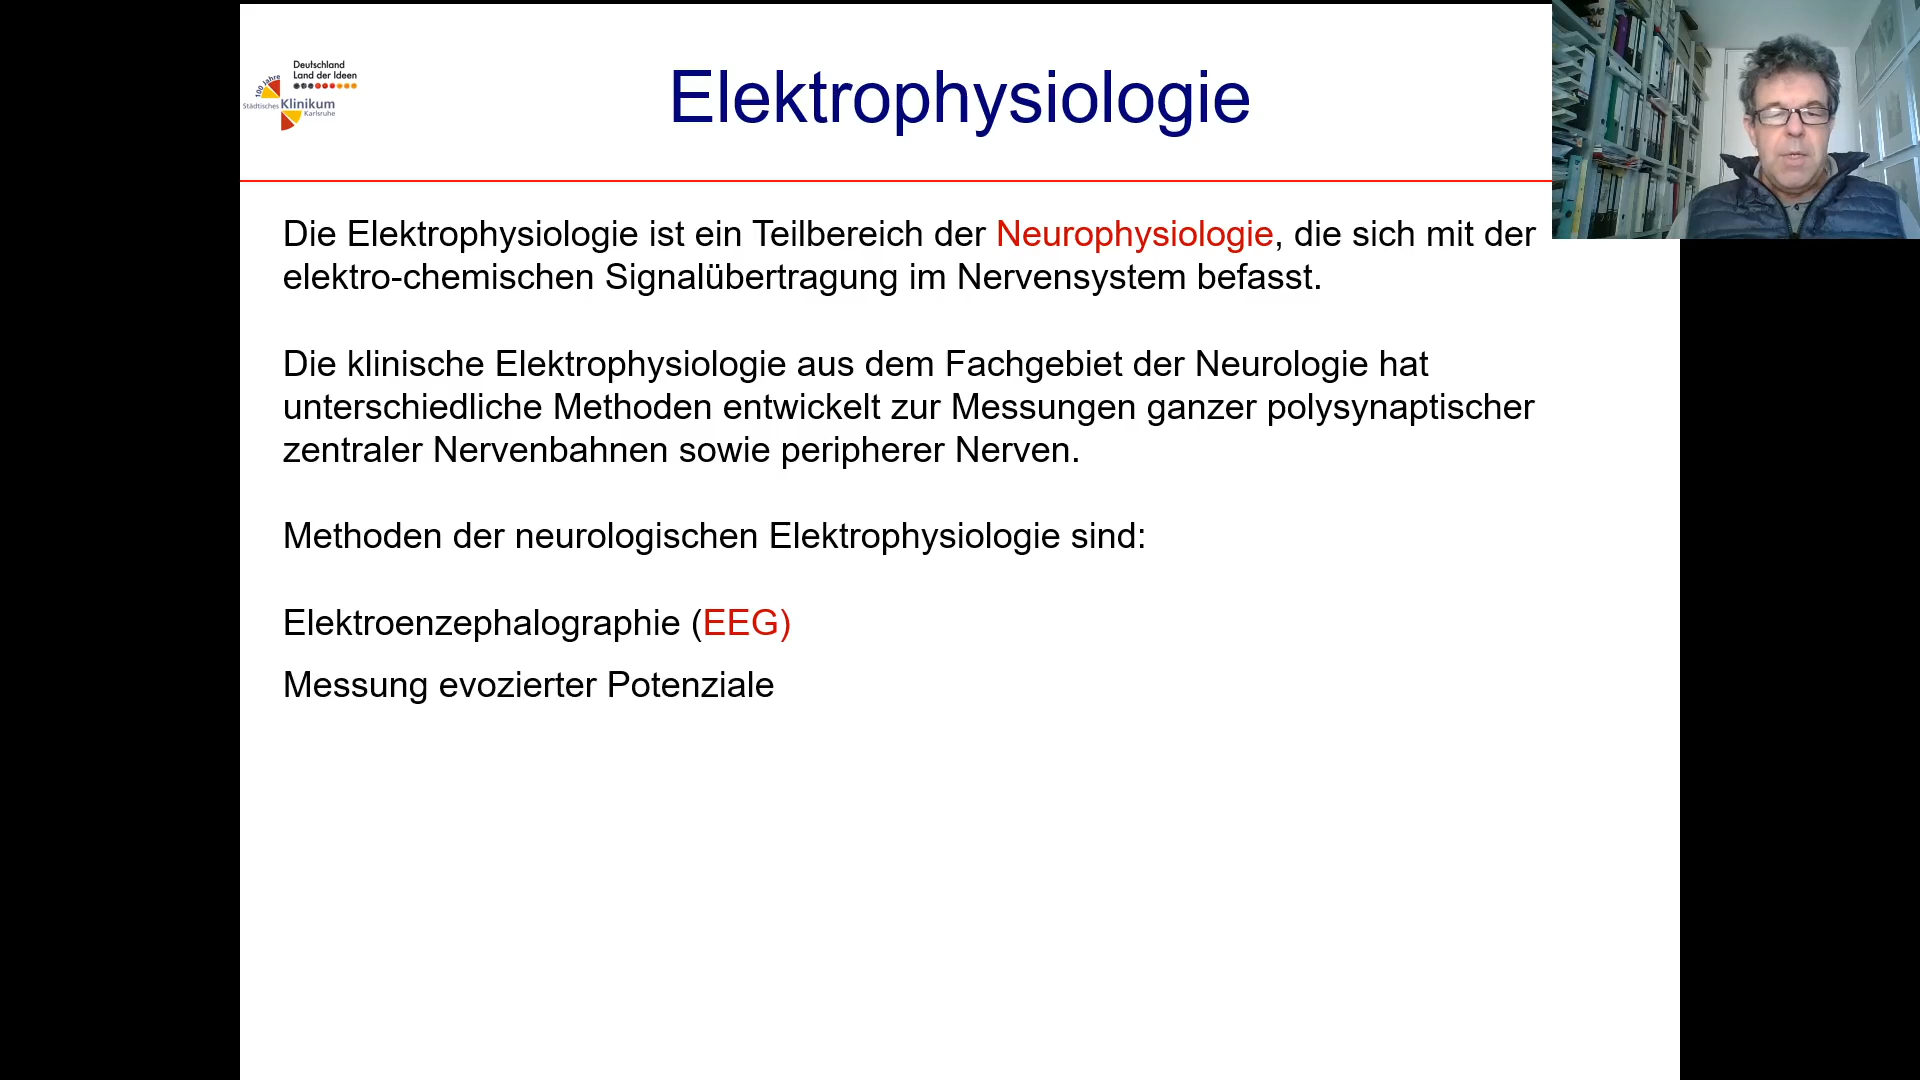 Deutschland
Land der Ideen
100 Jahre
Städtisches Klinikum
Karlsruhe
Elektrophysiologie
Die Elektrophysiologie ist ein Teilbereich der Neurophysiologie, die sich mit der
elektro-chemischen Signalübertragung im Nervensystem befasst.
Die klinische Elektrophysiologie aus dem Fachgebiet der Neurologie hat
unterschiedliche Methoden entwickelt zur Messungen ganzer polysynaptischer
zentraler Nervenbahnen sowie peripherer Nerven.
Methoden der neurologischen Elektrophysiologie sind:
Elektroenzephalographie (EEG)
Messung evozierter Potenziale